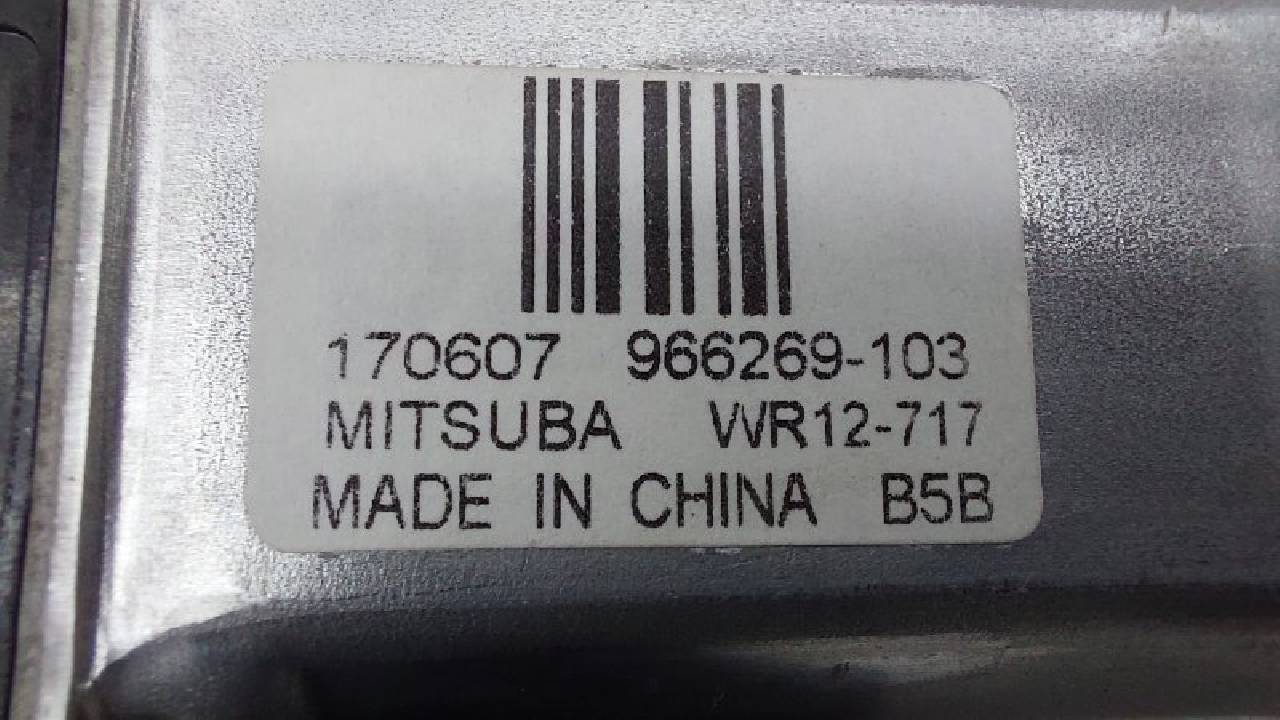 170607 966269-103
MITSUBA WR12-717
MADE IN CHINA B5B